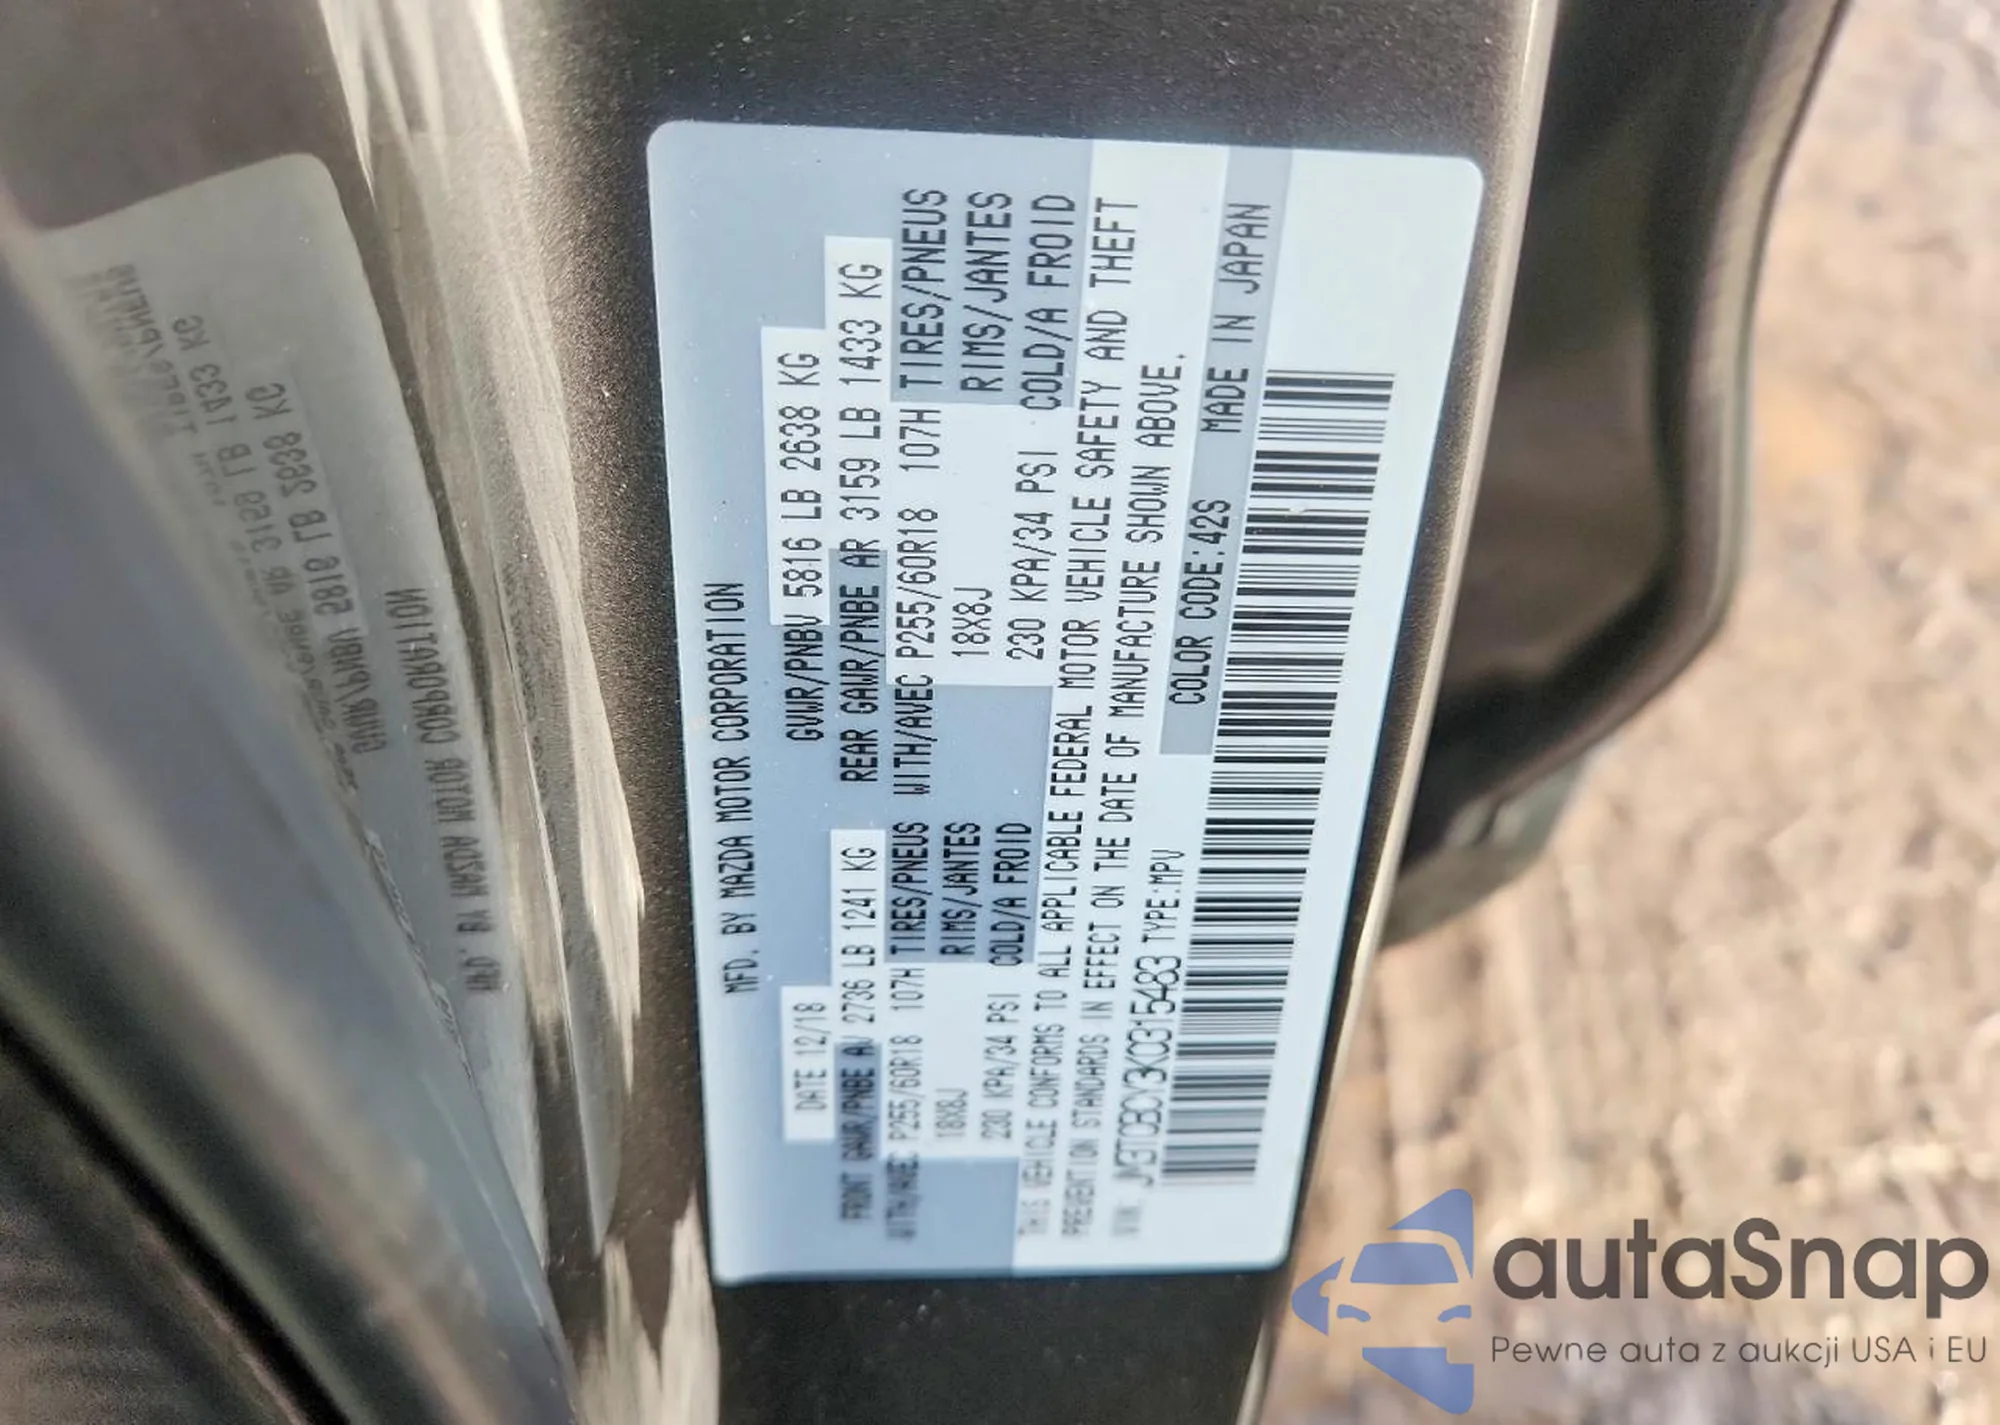 MFD. BY MAZDA MOTOR CORPORATION
DATE 12/18
GVWR/PNBV 5816 LB 2638 KG
FRONT GAWR/PNBE AV 2736 LB 1241 KG
REAR GAWR/PNBE AR 3159 LB 1433 KG
WITH/AVEC P255/60R18 107H TIRES/PNEUS
WITH/AVEC P255/60R18 107H TIRES/PNEUS
18X8J RIMS/JANTES
18X8J RIMS/JANTES
230 KPA/34 PSI COLD/A FROID
230 KPA/34 PSI COLD/A FROID
THIS VEHICLE CONFORMS TO ALL APPLICABLE FEDERAL MOTOR VEHICLE SAFETY AND THEFT
PREVENTION STANDARDS IN EFFECT ON THE DATE OF MANUFACTURE SHOWN ABOVE.
VIN: JM3TCBCY3K0315483 TYPE:MPV
COLOR CODE:42S MADE IN JAPAN
autaSnap
Pewne auta z aukcji USA i EU